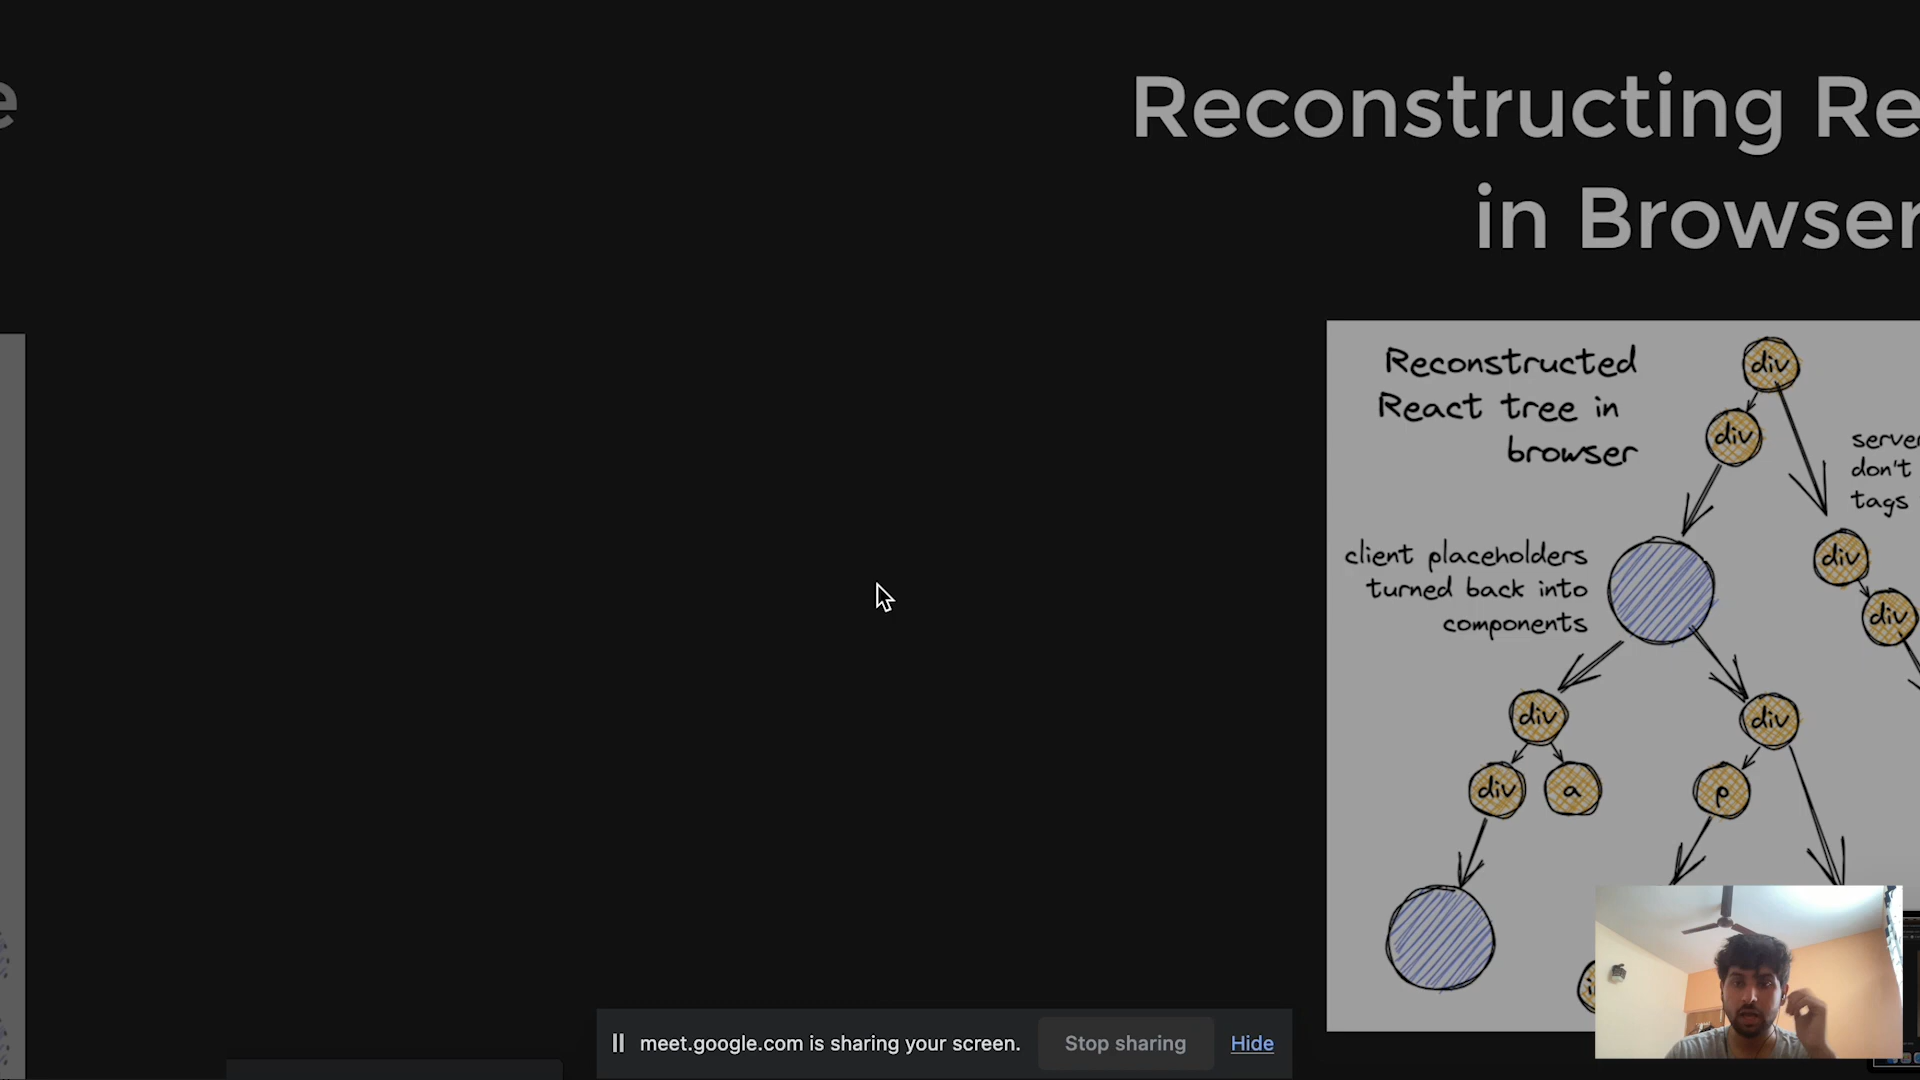 e
Reconstructing Re
in Browser
Reconstructed
React tree in
browser
div
div
server
don't
tags
client placeholders
turned back into
components
div
div
div
div
div
a
p
meet.google.com is sharing your screen.
Stop sharing
Hide